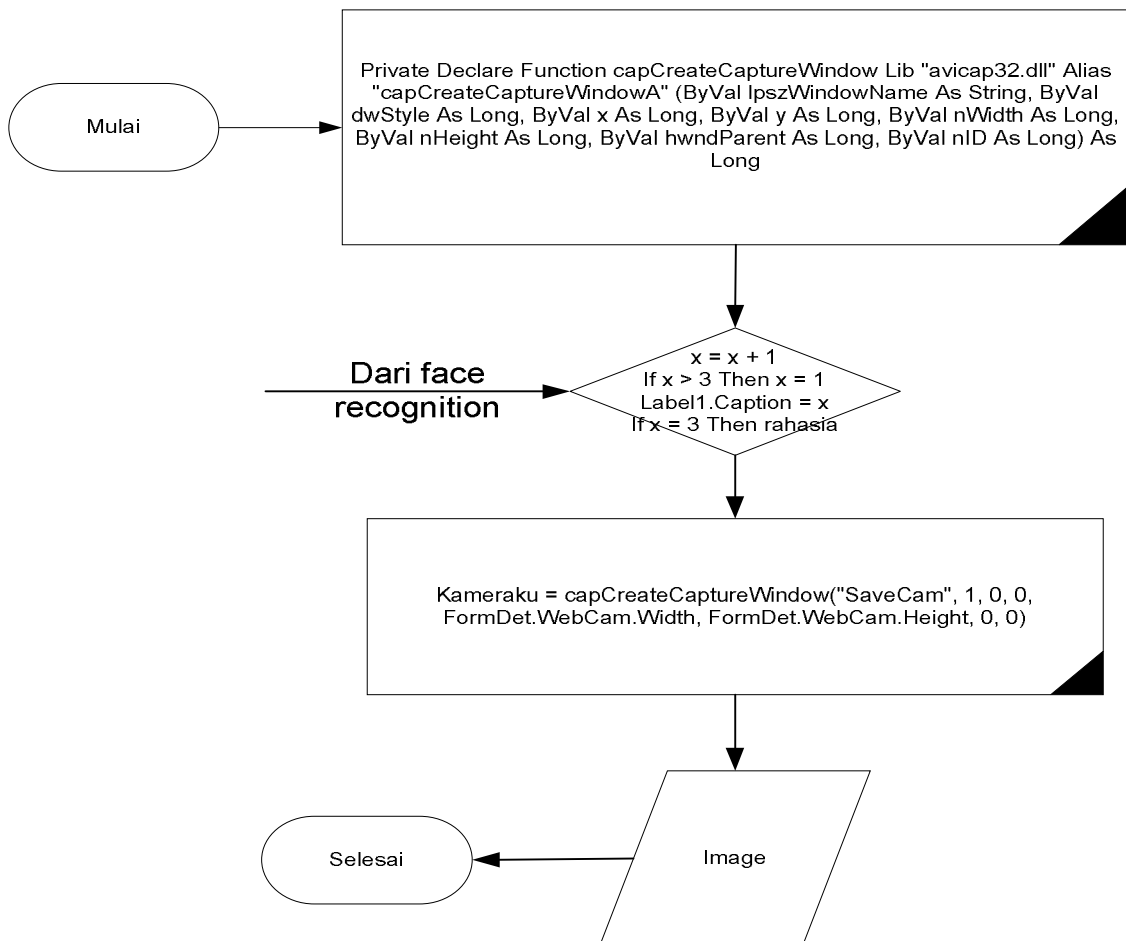 Private Declare Function capCreateCaptureWindow Lib "avicap32.dll" Alias
"capCreateCaptureWindowA" (ByVal lpszWindowName As String, ByVal
dwStyle As Long, ByVal x As Long, ByVal y As Long, ByVal nWidth As Long,
ByVal nHeight As Long, ByVal hwndParent As Long, ByVal nID As Long) As
Long
Mulai
x = x + 1
If x > 3 Then x = 1
Label1.Caption = x
If x = 3 Then rahasia
Dari face
recognition
Kameraku = capCreateCaptureWindow("SaveCam", 1, 0, 0,
FormDet.WebCam.Width, FormDet.WebCam.Height, 0, 0)
Image
Selesai